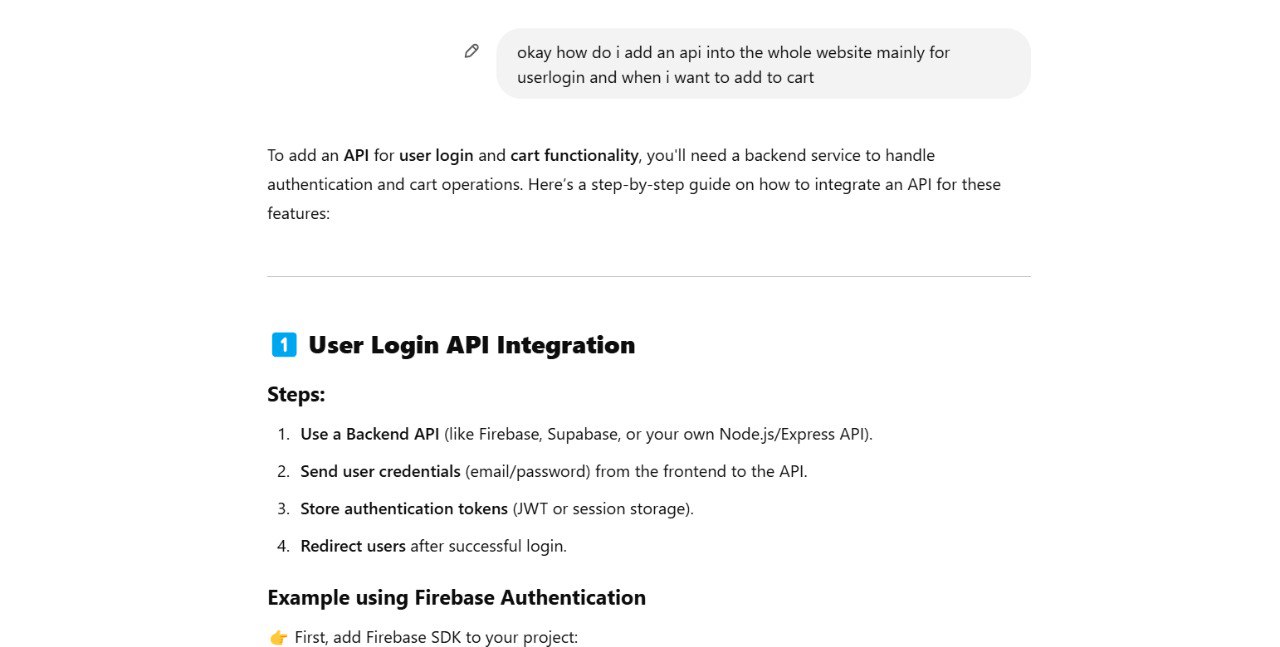 okay how do i add an api into the whole website mainly for
userlogin and when i want to add to cart
To add an API for user login and cart functionality, you'll need a backend service to handle
authentication and cart operations. Here’s a step-by-step guide on how to integrate an API for these
features:
1️⃣ User Login API Integration
Steps:
1. Use a Backend API (like Firebase, Supabase, or your own Node.js/Express API).
2. Send user credentials (email/password) from the frontend to the API.
3. Store authentication tokens (JWT or session storage).
4. Redirect users after successful login.
Example using Firebase Authentication
👉 First, add Firebase SDK to your project: